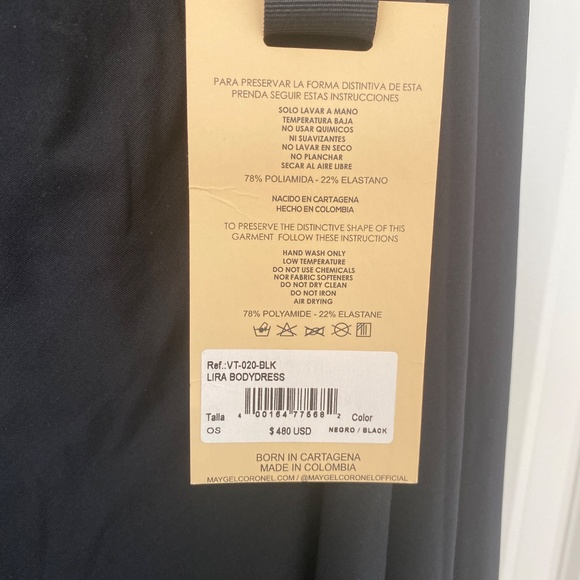 PARA PRESERVAR LA FORMA DISTINTIVA DE ESTA
PRENDA SEGUIR ESTAS INSTRUCCIONES
SOLO LAVAR A MANO
TEMPERATURA BAJA
NO USAR QUIMICOS
NI SUAVIZANTES
NO LAVAR EN SECO
NO PLANCHAR
SECAR AL AIRE LIBRE
78% POLIAMIDA - 22% ELASTANO
NACIDO EN CARTAGENA
HECHO EN COLOMBIA
TO PRESERVE THE DISTINCTIVE SHAPE OF THIS
GARMENT FOLLOW THESE INSTRUCTIONS
HAND WASH ONLY
LOW TEMPERATURE
DO NOT USE CHEMICALS
NOR FABRIC SOFTENERS
DO NOT DRY CLEAN
DO NOT IRON
AIR DRYING
78% POLYAMIDE - 22% ELASTANE
Ref.:VT-020-BLK
LIRA BODYDRESS
Talla 4 00164 77568 2 Color
OS $ 480 USD NEGRO / BLACK
BORN IN CARTAGENA
MADE IN COLOMBIA
MAYGELCORONEL.COM / @MAYGELCORONELOFFICIAL